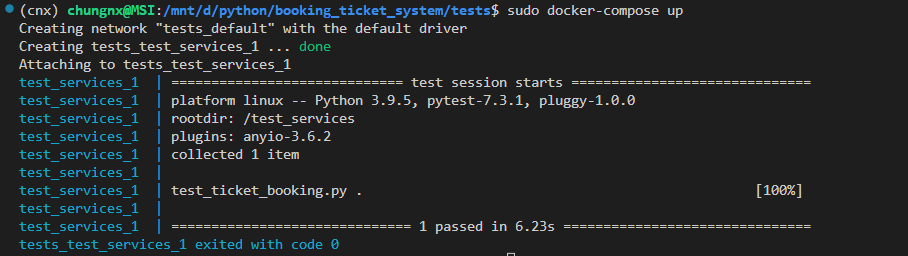 (cnx) chungnx@MSI:/mnt/d/python/booking_ticket_system/tests$ sudo docker-compose up
Creating network "tests_default" with the default driver
Creating tests_test_services_1 ... done
Attaching to tests_test_services_1
test_services_1  | ============================= test session starts ==============================
test_services_1  | platform linux -- Python 3.9.5, pytest-7.3.1, pluggy-1.0.0
test_services_1  | rootdir: /test_services
test_services_1  | plugins: anyio-3.6.2
test_services_1  | collected 1 item
test_services_1  |
test_services_1  | test_ticket_booking.py .                                                 [100%]
test_services_1  |
test_services_1  | ============================== 1 passed in 6.23s ===============================
tests_test_services_1 exited with code 0